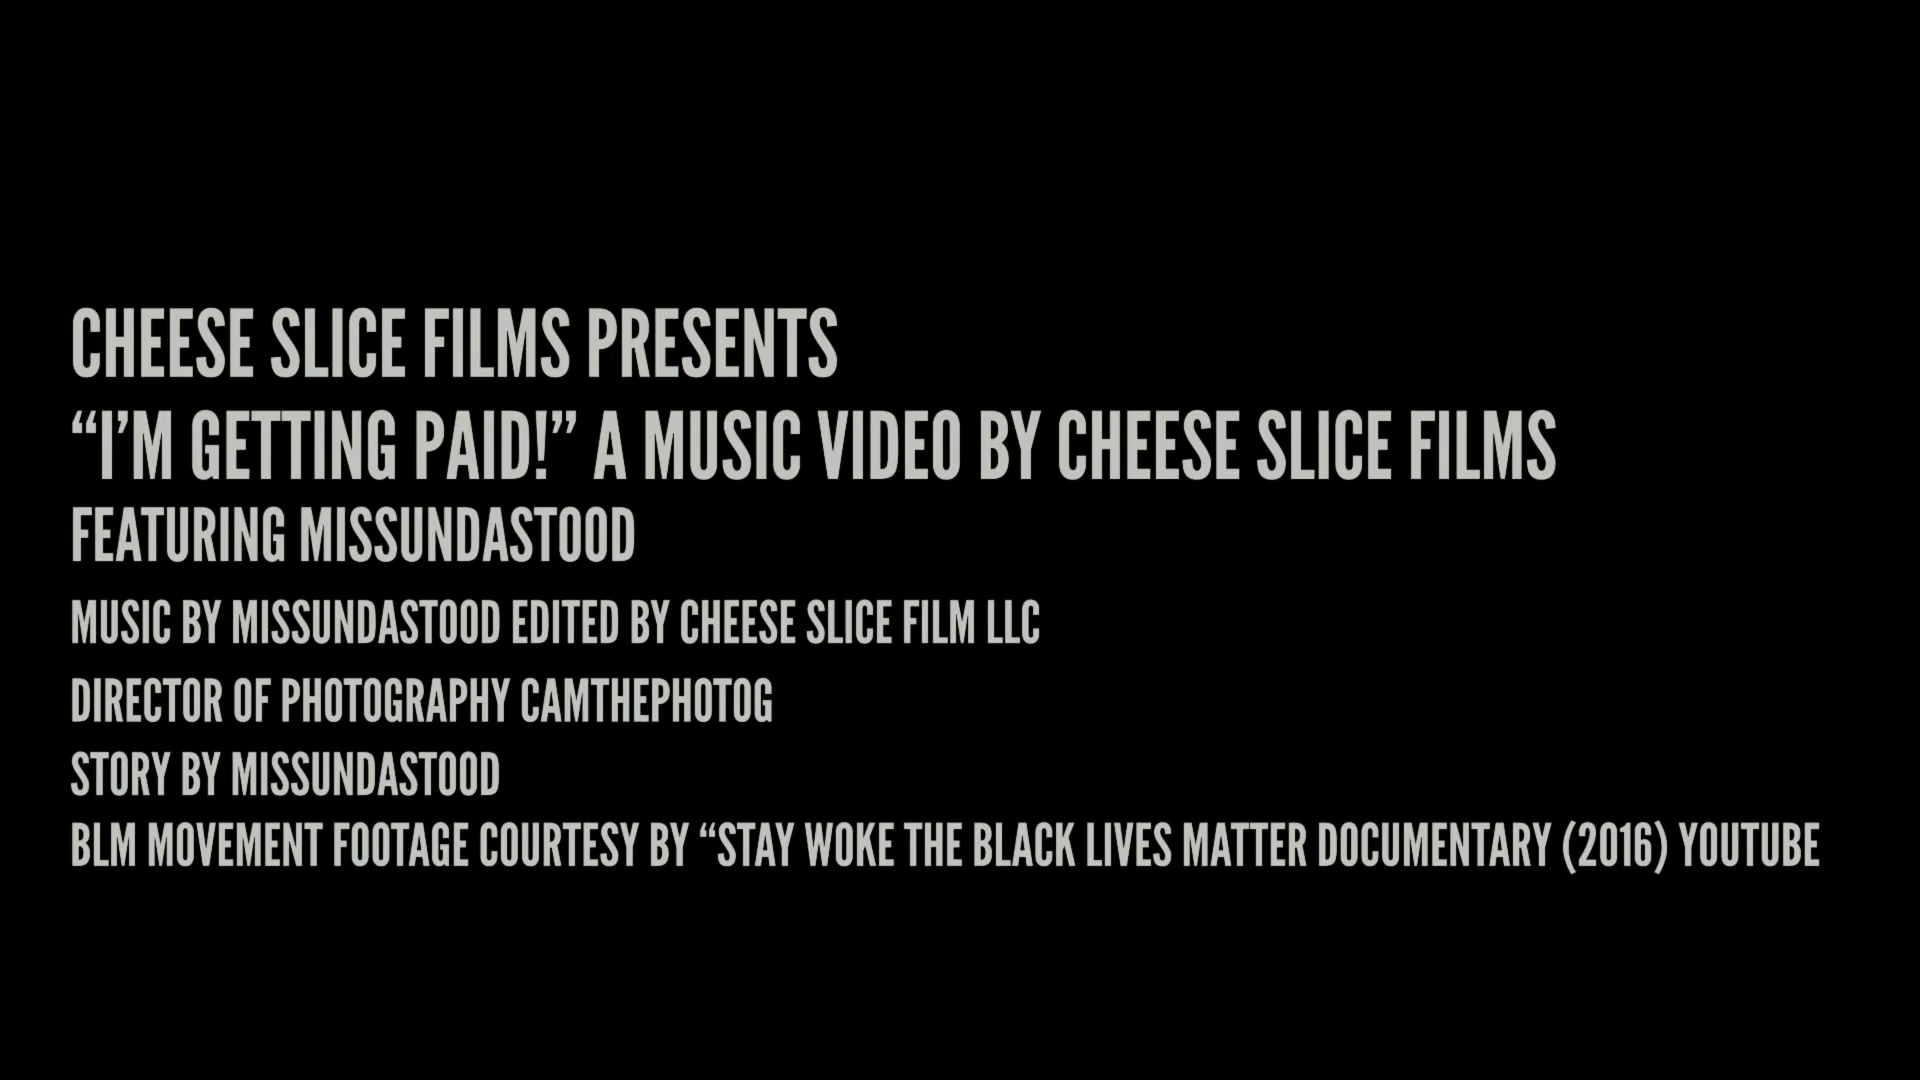 CHEESE SLICE FILMS PRESENTS
“I’M GETTING PAID!” A MUSIC VIDEO BY CHEESE SLICE FILMS
FEATURING MISSUNDASTOOD
MUSIC BY MISSUNDASTOOD EDITED BY CHEESE SLICE FILM LLC
DIRECTOR OF PHOTOGRAPHY CAMTHEPHOTOG
STORY BY MISSUNDASTOOD
BLM MOVEMENT FOOTAGE COURTESY BY “STAY WOKE THE BLACK LIVES MATTER DOCUMENTARY (2016) YOUTUBE